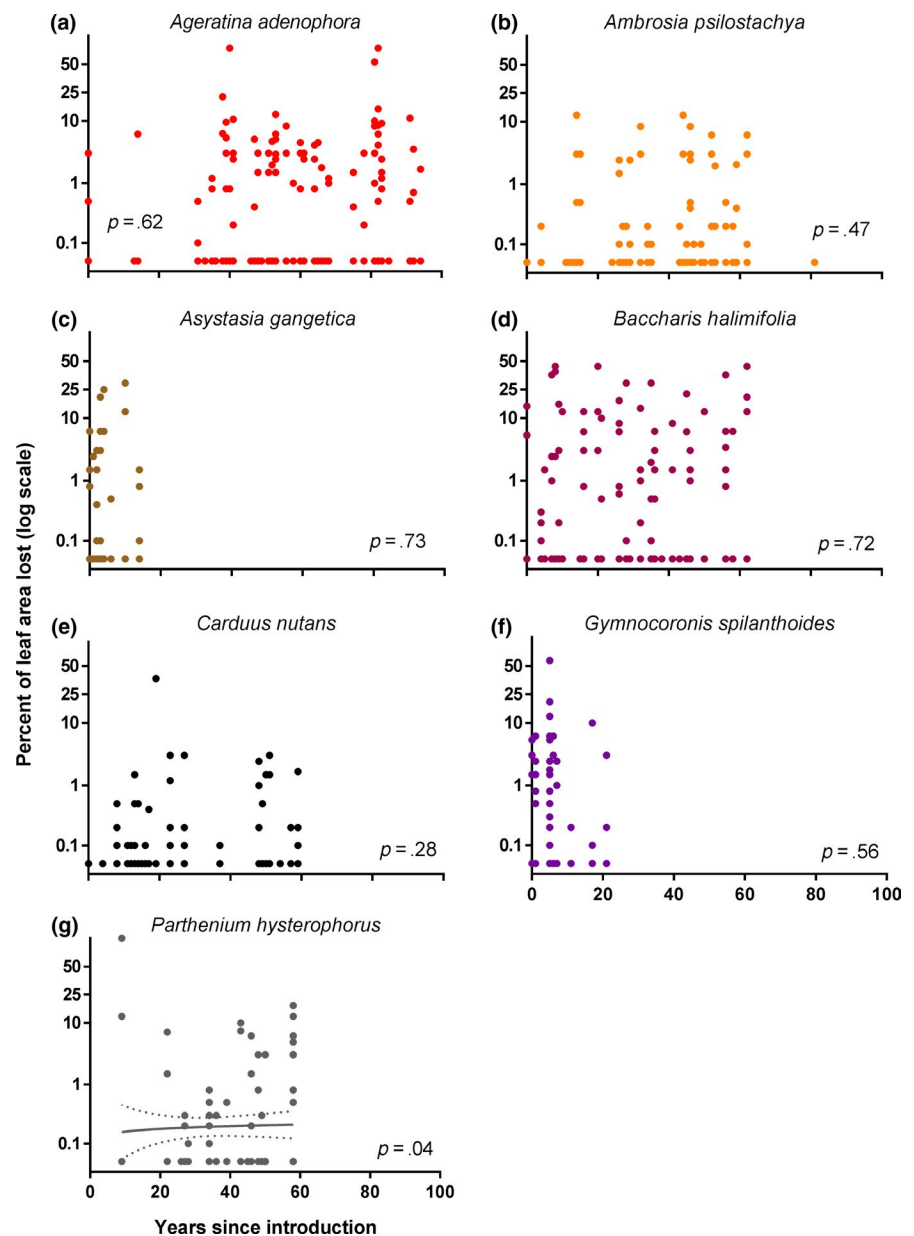 (a) Ageratina adenophora
50
25
10
1
0.1
p = .62
(b) Ambrosia psilostachya
50
25
10
1
0.1
p = .47
(c) Asystasia gangetica
50
25
10
1
0.1
p = .73
(d) Baccharis halimifolia
50
25
10
1
0.1
p = .72
Percent of leaf area lost (log scale)
(e) Carduus nutans
50
25
10
1
0.1
p = .28
(f) Gymnocoronis spilanthoides
50
25
10
1
0.1
p = .56
0 20 40 60 80 100
(g) Parthenium hysterophorus
50
25
10
1
0.1
p = .04
0 20 40 60 80 100
Years since introduction